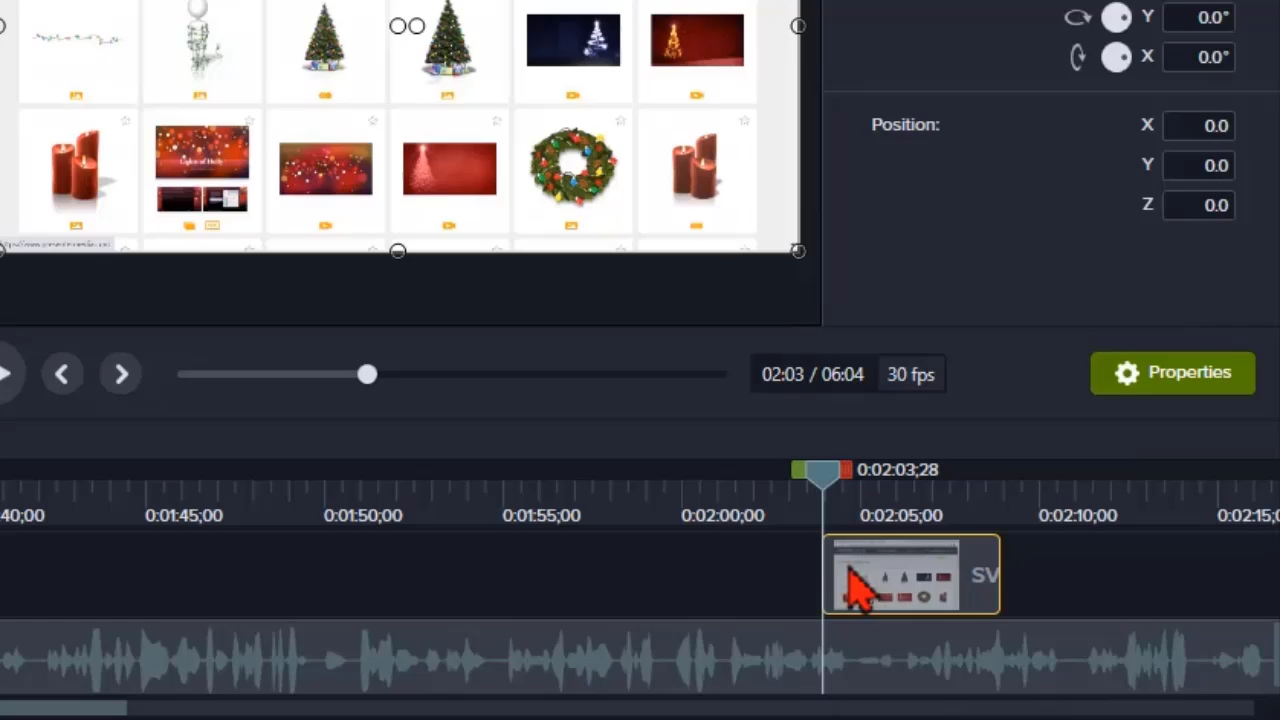 Y 0.0°
X 0.0°
Position: X 0.0
Y 0.0
Z 0.0
02:03 / 06:04 30 fps Properties
0:02:03;28
40;00 0:01:45;00 0:01:50;00 0:01:55;00 0:02:00;00 0:02:05;00 0:02:10;00 0:02:15;
SV